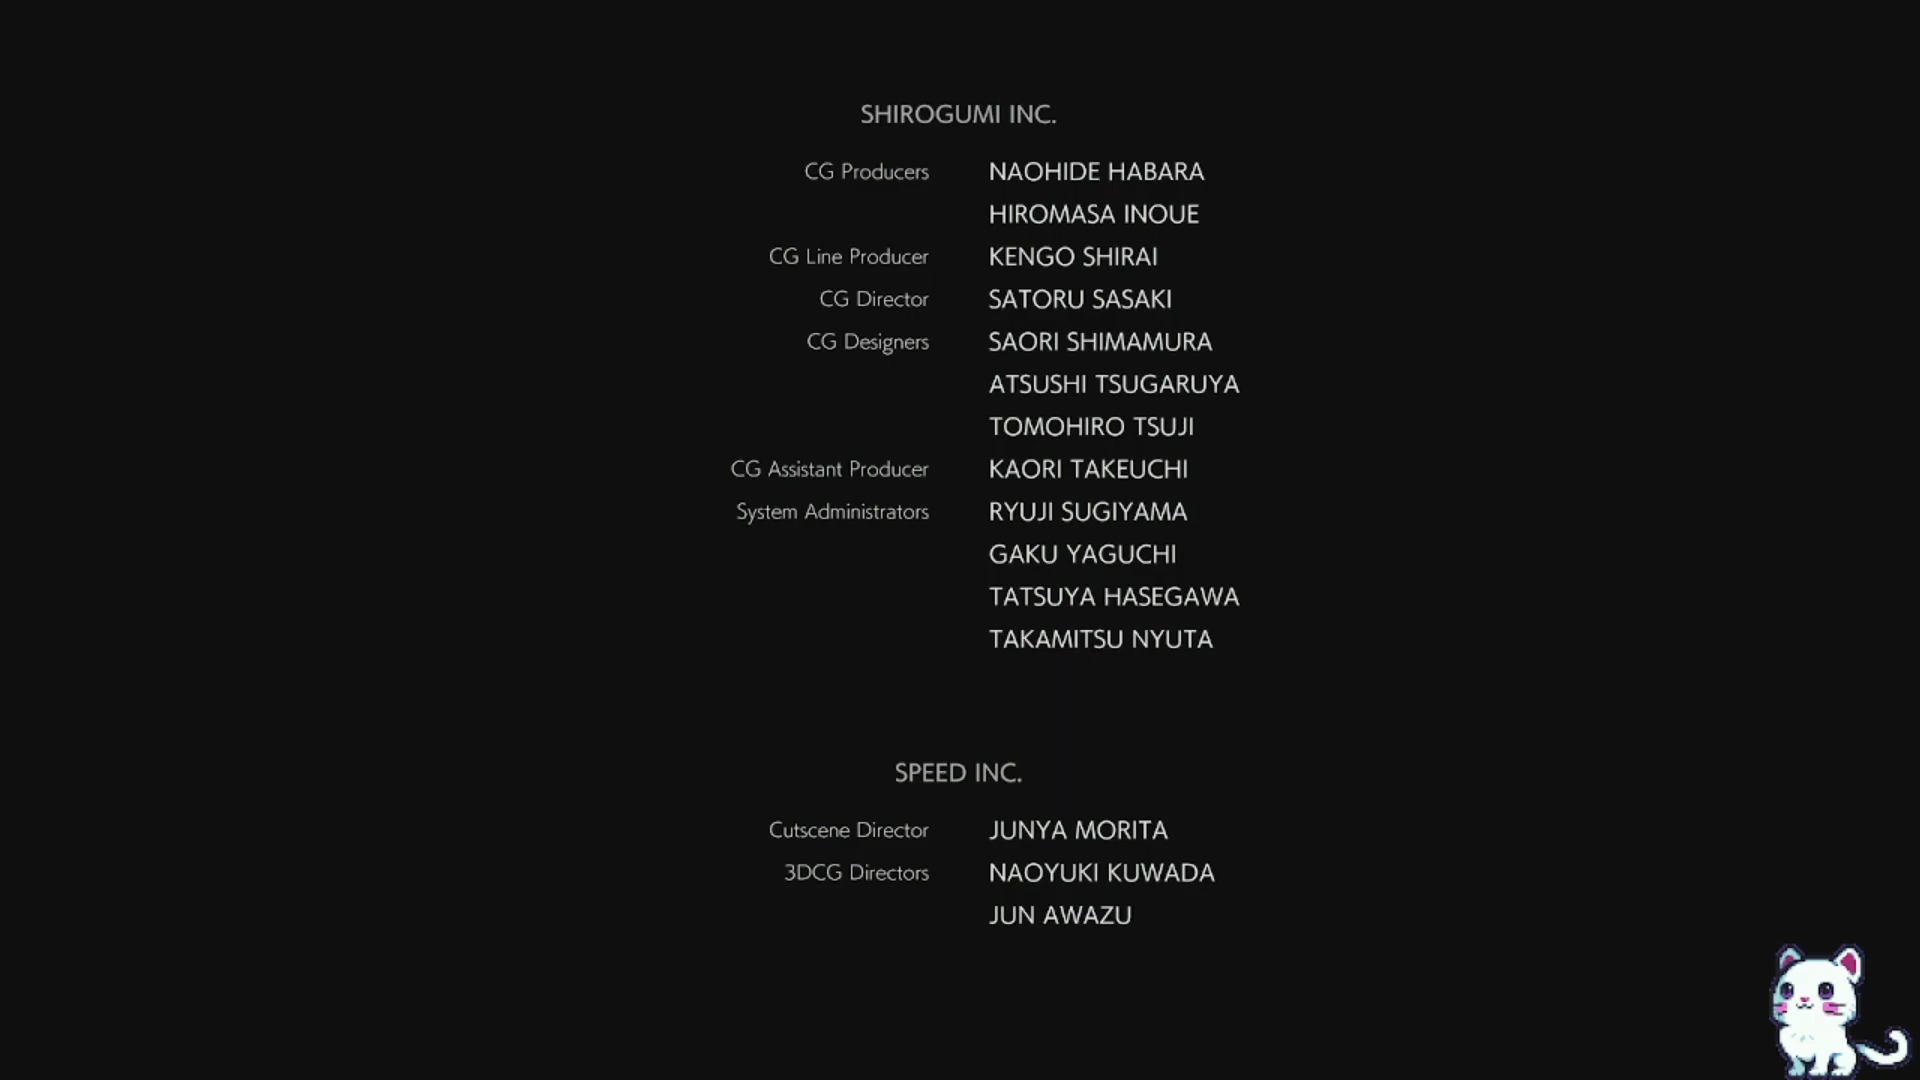 SHIROGUMI INC.
CG Producers NAOHIDE HABARA
HIROMASA INOUE
CG Line Producer KENGO SHIRAI
CG Director SATORU SASAKI
CG Designers SAORI SHIMAMURA
ATSUSHI TSUGARUYA
TOMOHIRO TSUJI
CG Assistant Producer KAORI TAKEUCHI
System Administrators RYUJI SUGIYAMA
GAKU YAGUCHI
TATSUYA HASEGAWA
TAKAMITSU NYUTA
SPEED INC.
Cutscene Director JUNYA MORITA
3DCG Directors NAOYUKI KUWADA
JUN AWAZU